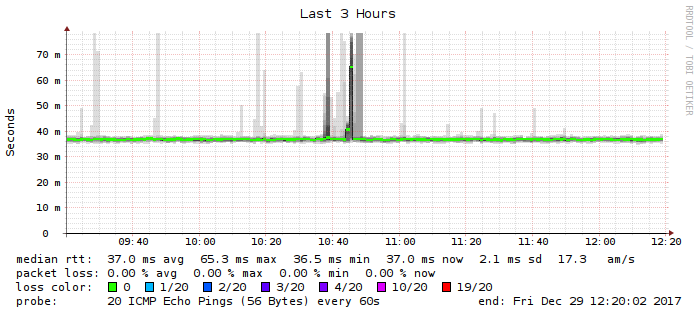 Last 3 Hours
RRDTOOL / TOBI OETIKER
Seconds
70 m
60 m
50 m
40 m
30 m
20 m
10 m
0
09:40 10:00 10:20 10:40 11:00 11:20 11:40 12:00 12:20
median rtt: 37.0 ms avg 65.3 ms max 36.5 ms min 37.0 ms now 2.1 ms sd 17.3 am/s
packet loss: 0.00 % avg 0.00 % max 0.00 % min 0.00 % now
loss color: 0 1/20 2/20 3/20 4/20 10/20 19/20
probe: 20 ICMP Echo Pings (56 Bytes) every 60s end: Fri Dec 29 12:20:02 2017